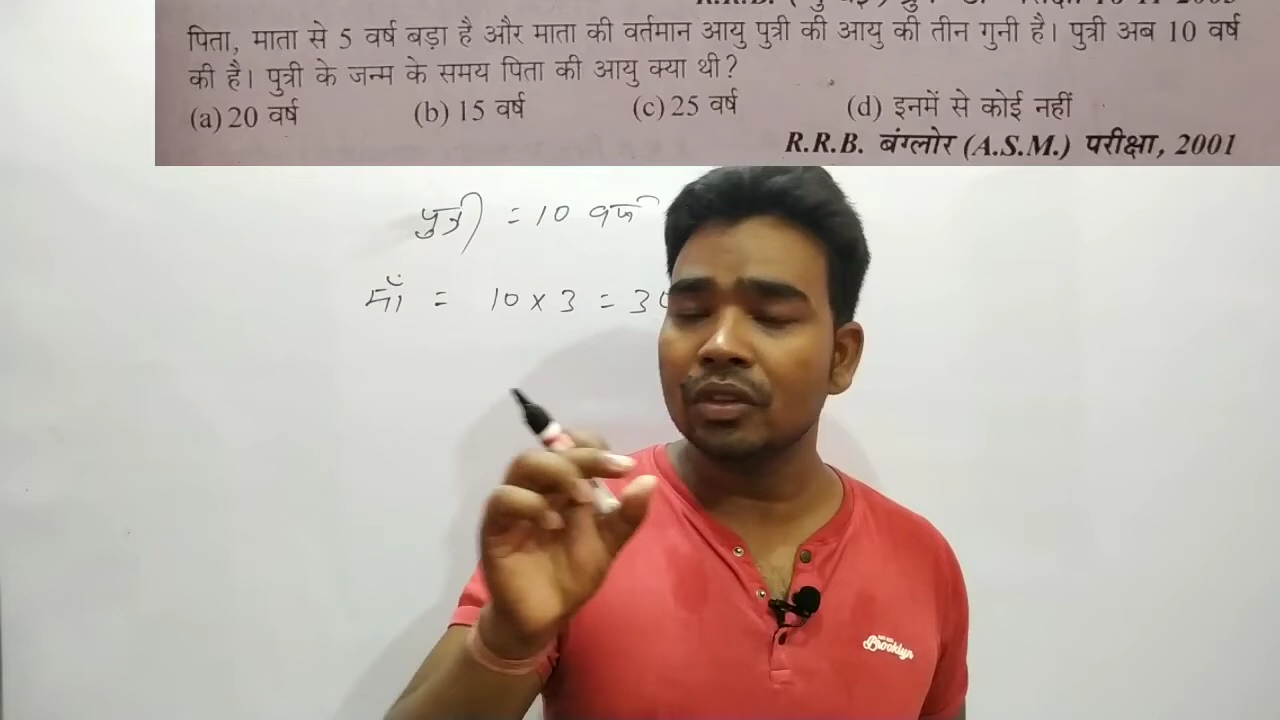 पिता, माता से 5 वर्ष बड़ा है और माता की वर्तमान आयु पुत्री की आयु की तीन गुनी है। पुत्री अब 10 वर्ष
की है। पुत्री के जन्म के समय पिता की आयु क्या थी?
(a) 20 वर्ष (b) 15 वर्ष (c) 25 वर्ष (d) इनमें से कोई नहीं
R.R.B. बंग्लोर (A.S.M.) परीक्षा, 2001
पुत्री = 10 वर्ष
माँ = 10 x 3 = 30
Brooklyn